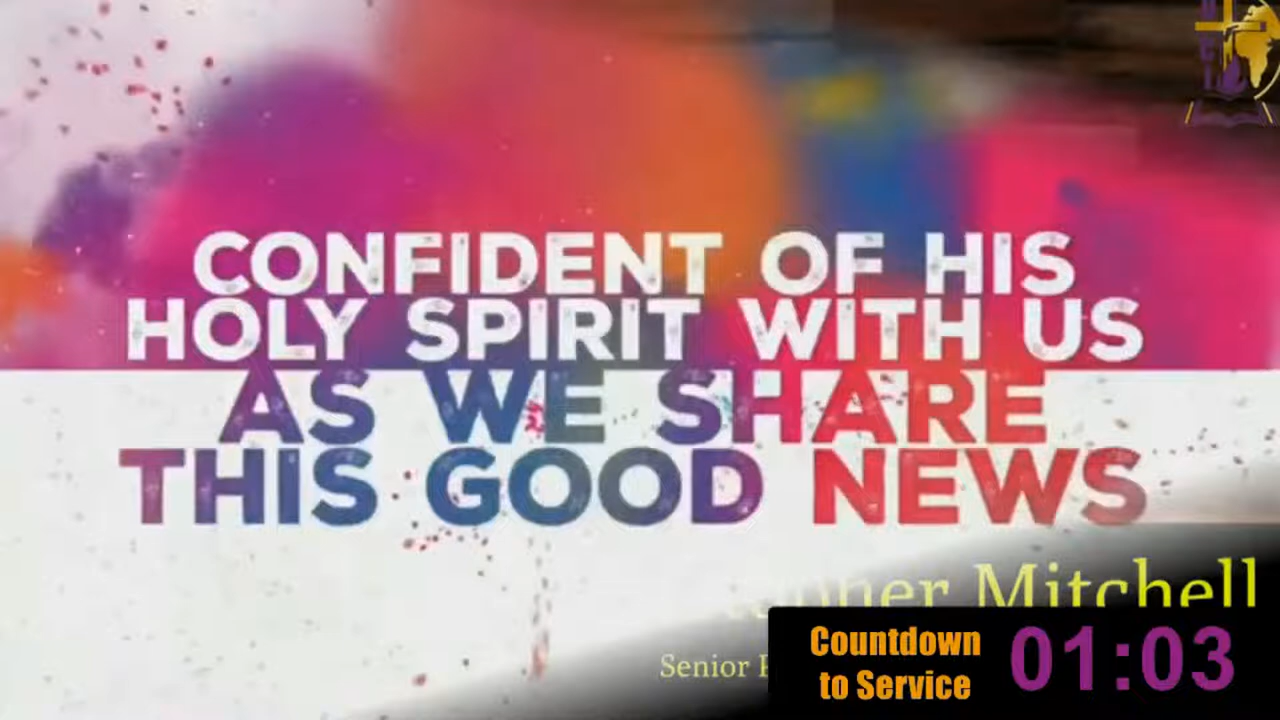 CONFIDENT OF HIS
HOLY SPIRIT WITH US
AS WE SHARE
THIS GOOD NEWS
Mitchell
Senior
Countdown
to Service
01:03